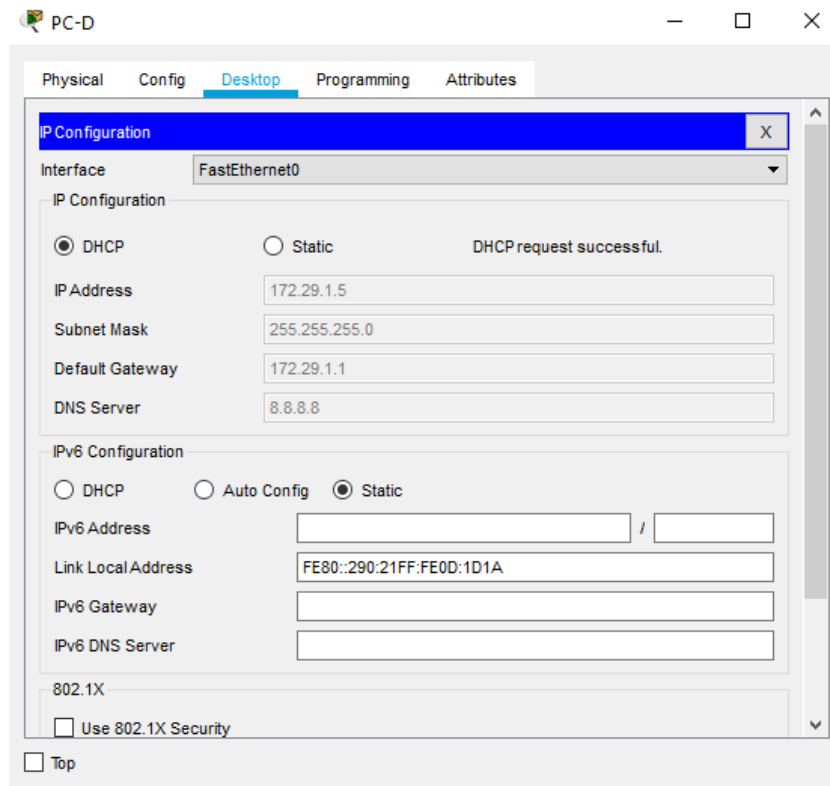 PC-D
Physical Config Desktop Programming Attributes
IP Configuration X
Interface FastEthernet0
IP Configuration
DHCP Static DHCP request successful.
IP Address 172.29.1.5
Subnet Mask 255.255.255.0
Default Gateway 172.29.1.1
DNS Server 8.8.8.8
IPv6 Configuration
DHCP Auto Config Static
IPv6 Address /
Link Local Address FE80::290:21FF:FE0D:1D1A
IPv6 Gateway
IPv6 DNS Server
802.1X
Use 802.1X Security
Top